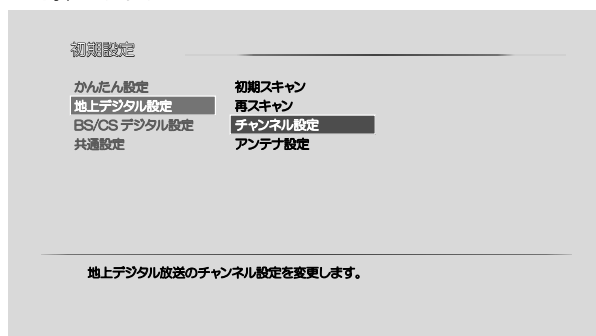 初期設定
かんたん設定
地上デジタル設定
BS/CS デジタル設定
共通設定
初期スキャン
再スキャン
チャンネル設定
アンテナ設定
地上デジタル放送のチャンネル設定を変更します。